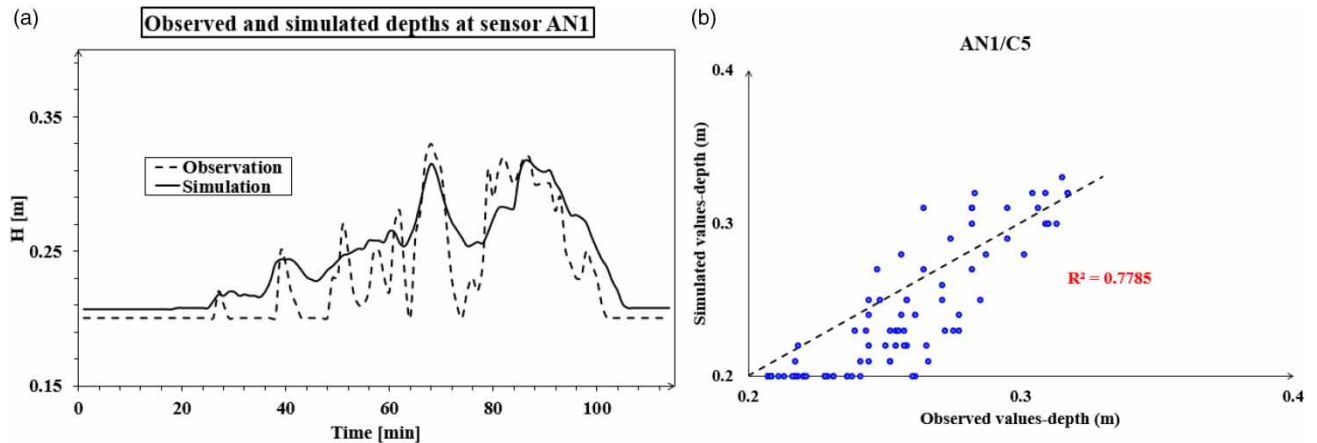 (a)
Observed and simulated depths at sensor AN1
0.35
0.25
0.15
H [m]
Observation
Simulation
0 20 40 60 80 100
Time [min]
(b)
AN1/C5
0.4
0.3
0.2
Simulated values-depth (m)
R² = 0.7785
0.2 0.3 0.4
Observed values-depth (m)